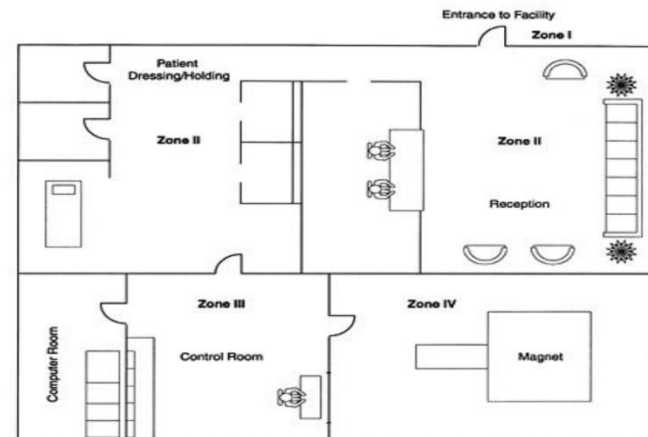 Entrance to Facility
Zone I
Patient
Dressing/Holding
Zone II
Zone II
Reception
Zone III
Zone IV
Computer Room
Control Room
Magnet